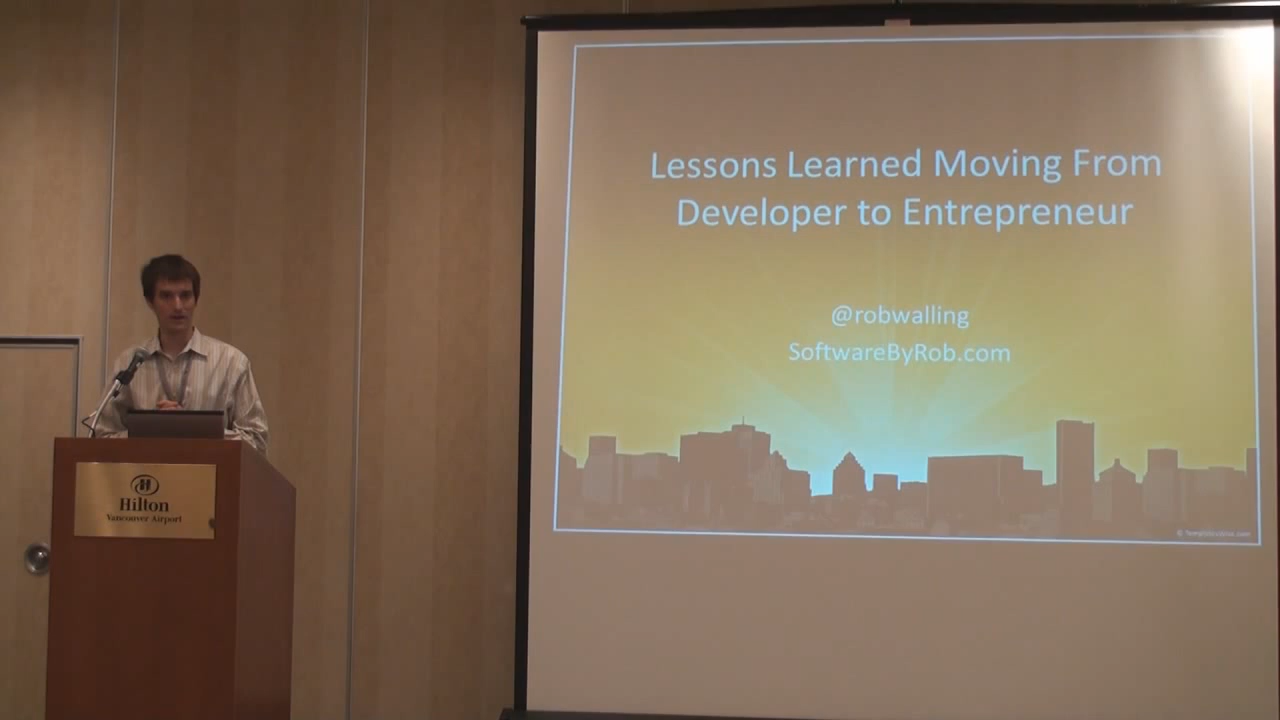 Lessons Learned Moving From
Developer to Entrepreneur
@robwalling
SoftwareByRob.com
Hilton
Vancouver Airport